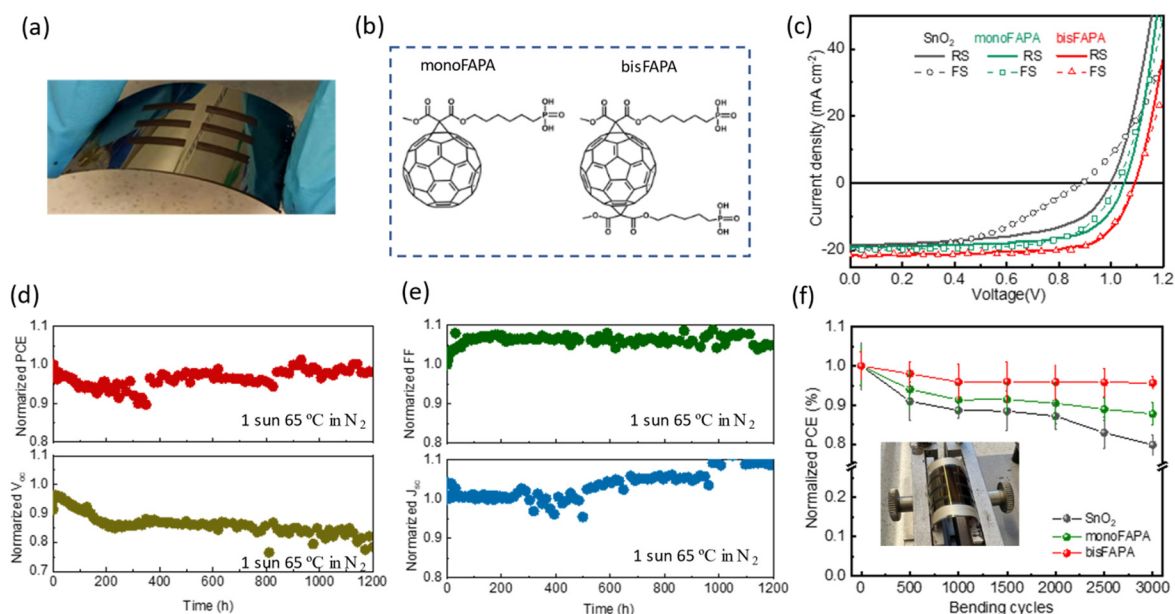 (a)
(b)
monoFAPA
bisFAPA
O O
O O
OH
P=O
OH
O O
O O
OH
P=O
OH
O O
O O
OH
P=O
OH
(c)
SnO₂ monoFAPA bisFAPA
RS RS RS
FS FS FS
Current density (mA cm⁻²)
40
20
0
-20
0.0 0.2 0.4 0.6 0.8 1.0 1.2
Voltage(V)
(d)
Normalized PCE
1.1
1.0
0.9
0.8
1 sun 65 ºC in N₂
Normalized Vₒc
1.0
0.9
0.8
0.7
1 sun 65 ºC in N₂
0 200 400 600 800 1000 1200
Time (h)
(e)
Normalized FF
1.1
1.0
0.9
0.8
1 sun 65 ºC in N₂
Normalized Jsc
1.1
1.0
0.9
0.8
1 sun 65 ºC in N₂
0 200 400 600 800 1000 1200
Time (h)
(f)
Normalized PCE (%)
1.1
1.0
0.9
0.8
0.2
0.1
0.0
SnO₂
monoFAPA
bisFAPA
0 500 1000 1500 2000 2500 3000
Bending cycles